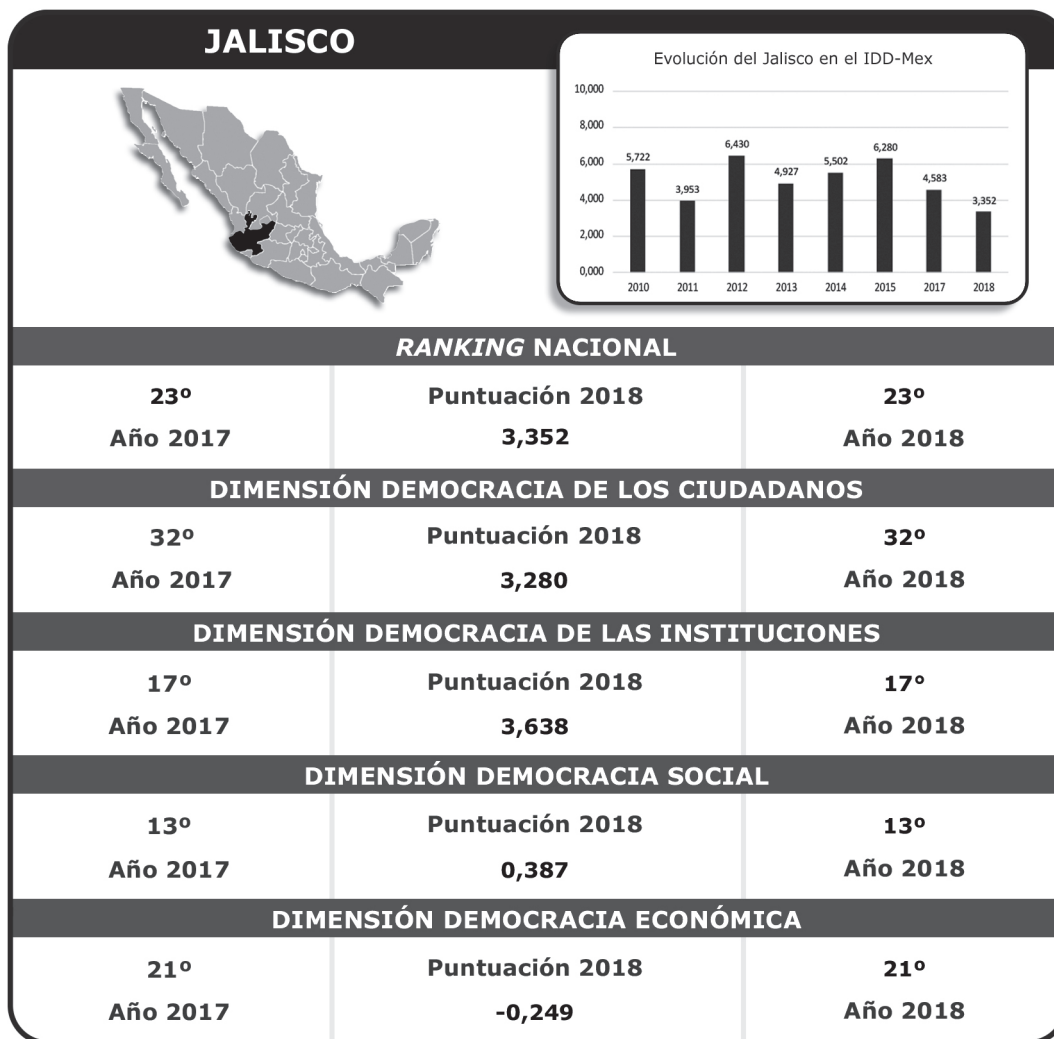 JALISCO
Evolución del Jalisco en el IDD-Mex
10,000
8,000
6,000
4,000
2,000
0,000
5,722
3,953
6,430
4,927
5,502
6,280
4,583
3,352
2010 2011 2012 2013 2014 2015 2017 2018
RANKING NACIONAL
23º Puntuación 2018 23º
Año 2017 3,352 Año 2018
DIMENSIÓN DEMOCRACIA DE LOS CIUDADANOS
32º Puntuación 2018 32º
Año 2017 3,280 Año 2018
DIMENSIÓN DEMOCRACIA DE LAS INSTITUCIONES
17º Puntuación 2018 17°
Año 2017 3,638 Año 2018
DIMENSIÓN DEMOCRACIA SOCIAL
13º Puntuación 2018 13º
Año 2017 0,387 Año 2018
DIMENSIÓN DEMOCRACIA ECONÓMICA
21º Puntuación 2018 21º
Año 2017 -0,249 Año 2018